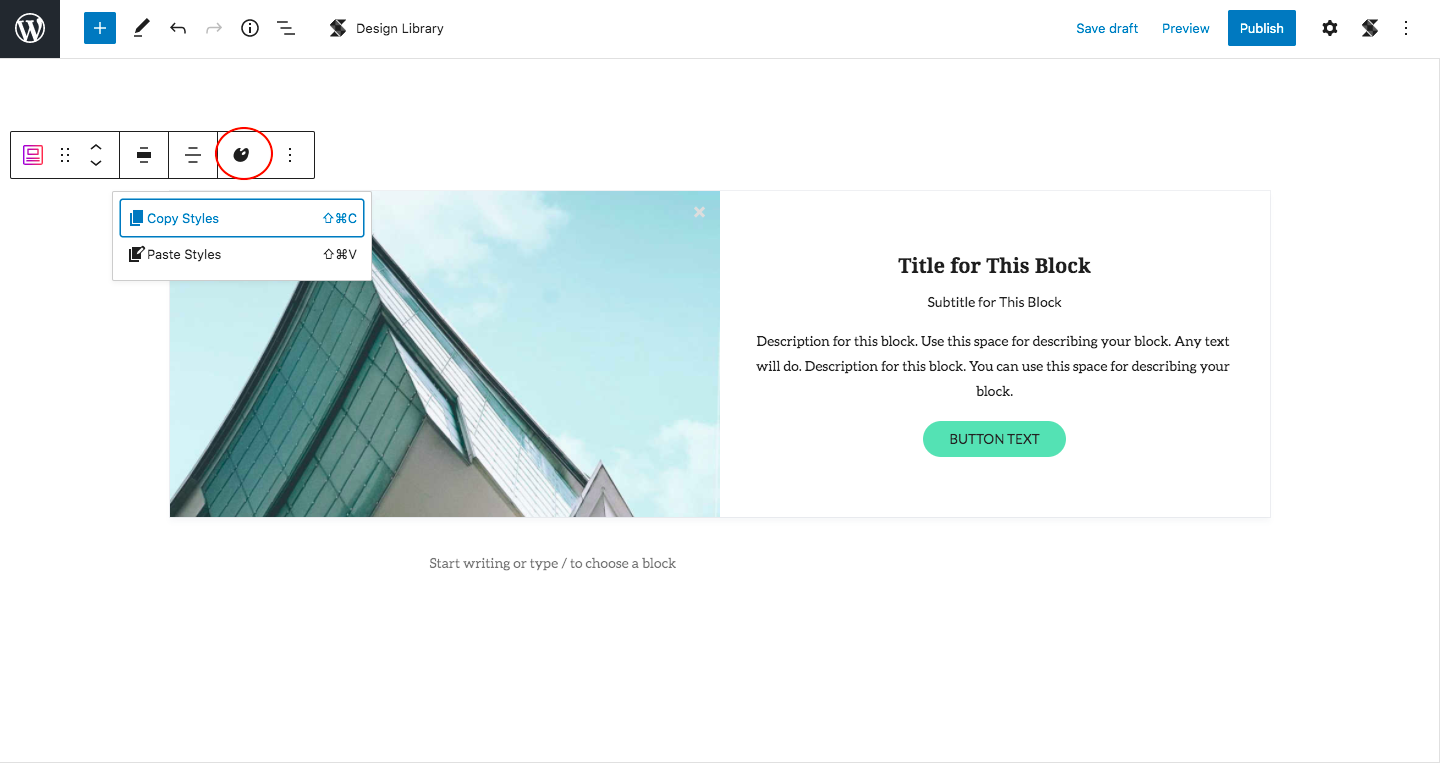 Design Library
Save draft
Preview
Publish
Copy Styles ⇧⌘C
Paste Styles ⇧⌘V
Title for This Block
Subtitle for This Block
Description for this block. Use this space for describing your block. Any text
will do. Description for this block. You can use this space for describing your
block.
BUTTON TEXT
Start writing or type / to choose a block